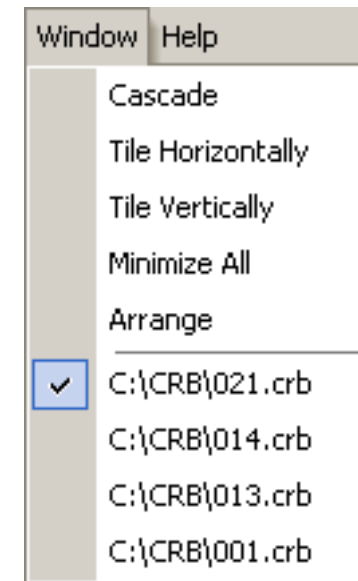 Window Help
Cascade
Tile Horizontally
Tile Vertically
Minimize All
Arrange
C:\CRB\021.crb
C:\CRB\014.crb
C:\CRB\013.crb
C:\CRB\001.crb